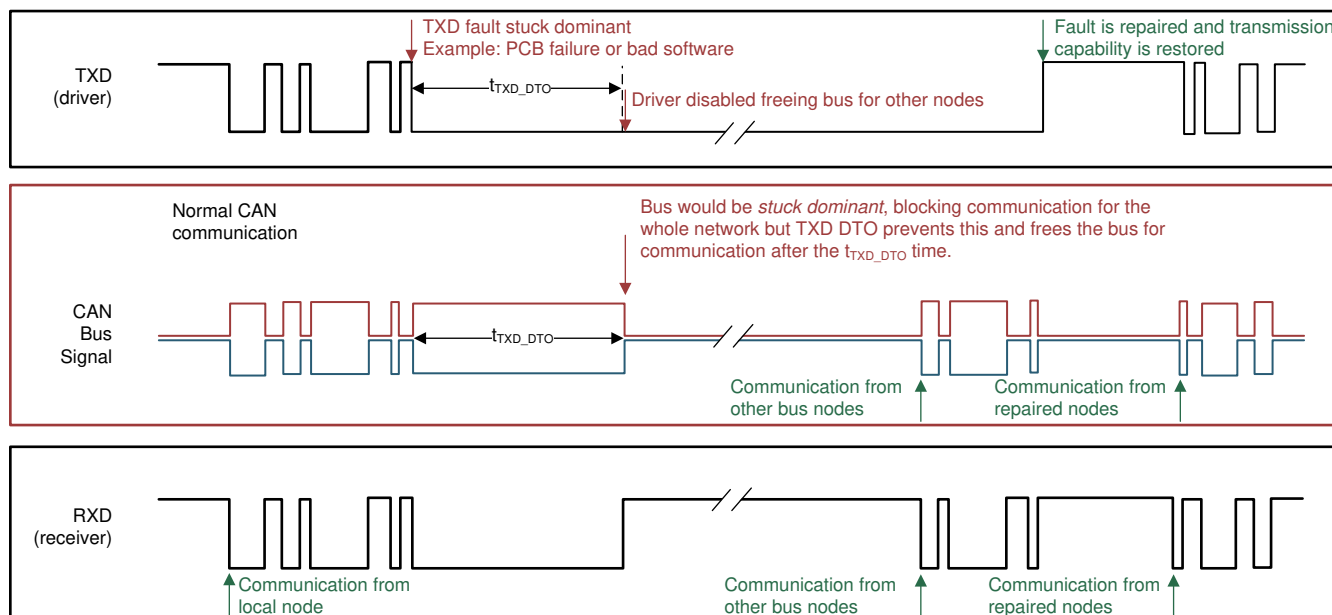 TXD fault stuck dominant
Example: PCB failure or bad software
Fault is repaired and transmission
capability is restored
TXD
(driver)
tTXD_DTO
Driver disabled freeing bus for other nodes
Normal CAN
communication
Bus would be stuck dominant, blocking communication for the
whole network but TXD DTO prevents this and frees the bus for
communication after the tTXD_DTO time.
CAN
Bus
Signal
tTXD_DTO
Communication from
other bus nodes
Communication from
repaired nodes
RXD
(receiver)
Communication from
local node
Communication from
other bus nodes
Communication from
repaired nodes